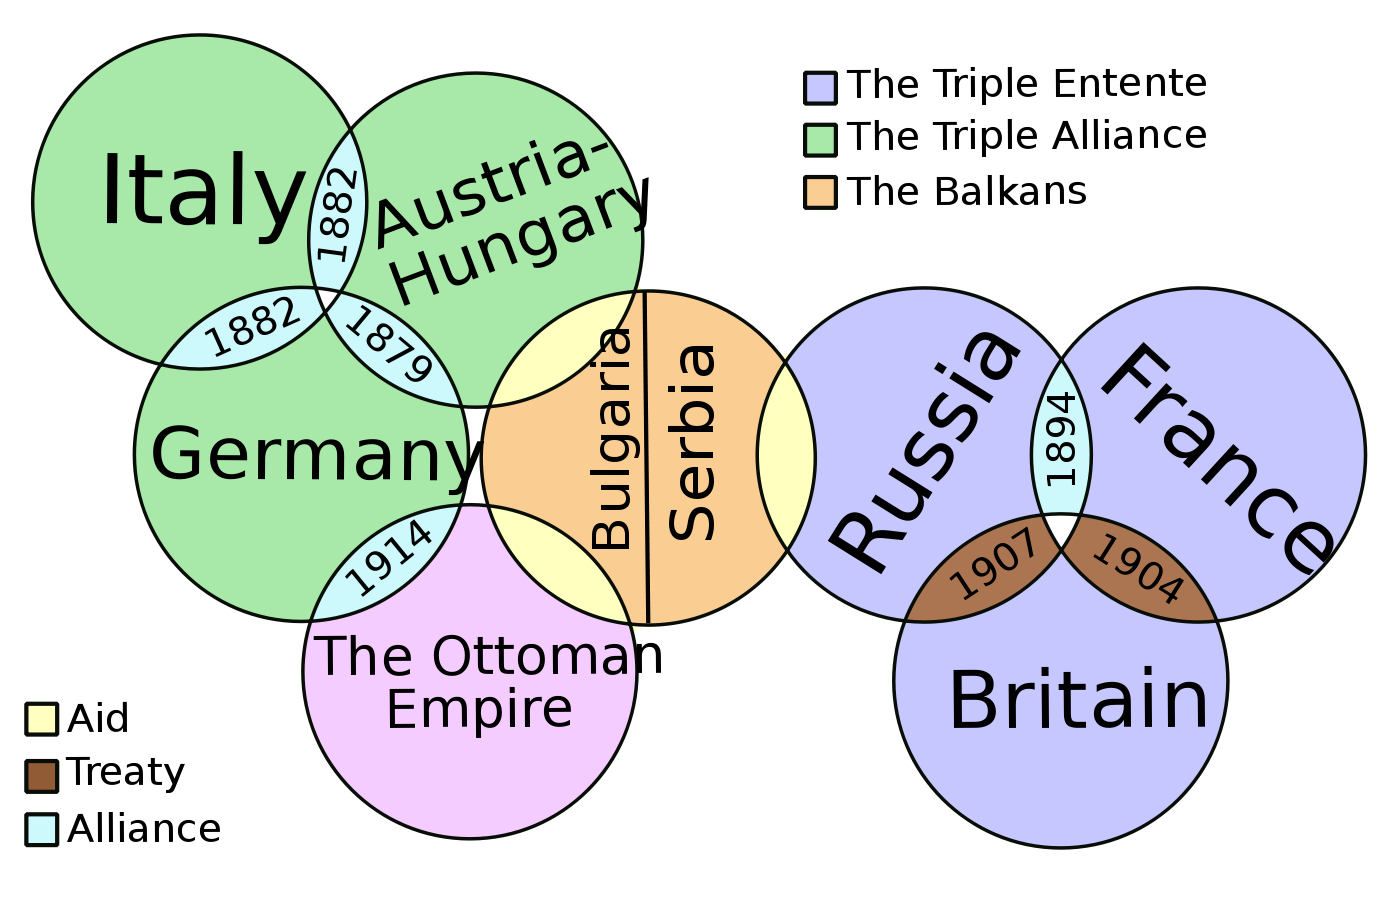 Italy
Austria-
Hungary
1882
1882
1879
Germany
1914
The Ottoman
Empire
Bulgaria
Serbia
Russia
France
1894
1907
1904
Britain
The Triple Entente
The Triple Alliance
The Balkans
Aid
Treaty
Alliance